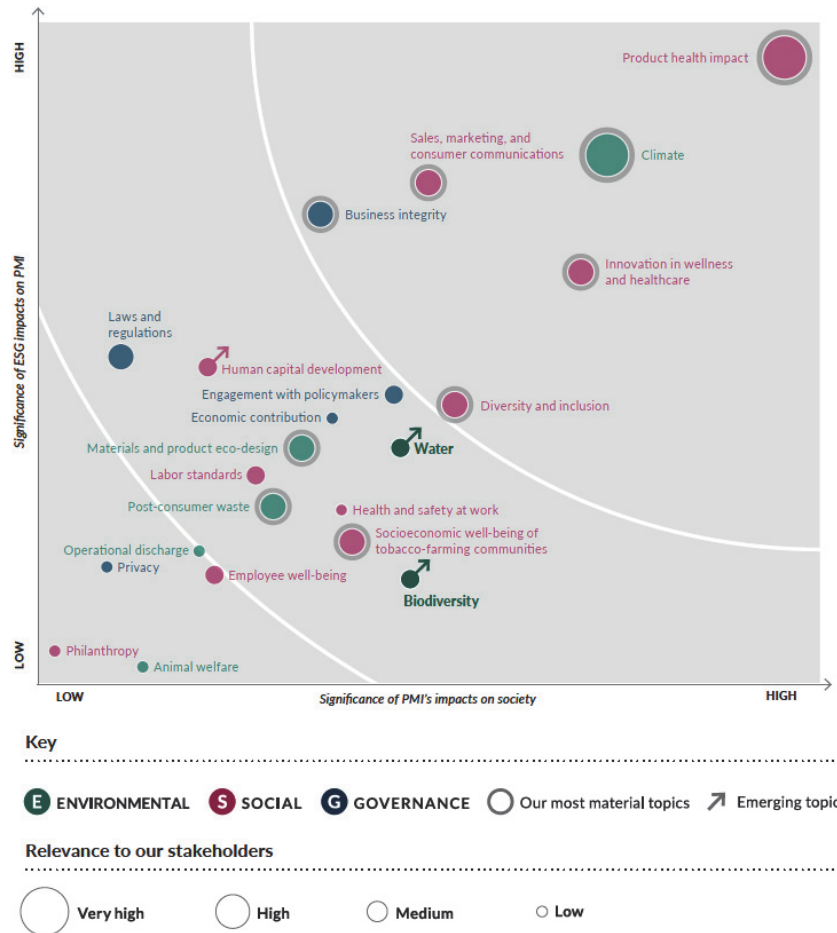 HIGH
Product health impact
Sales, marketing, and
consumer communications
Climate
Business integrity
Innovation in wellness
and healthcare
Significance of ESG impacts on PMI
Laws and
regulations
Human capital development
Engagement with policymakers
Diversity and inclusion
Economic contribution
Materials and product eco-design
Water
Labor standards
Post-consumer waste
Health and safety at work
Socioeconomic well-being of
tobacco-farming communities
Operational discharge
Privacy
Employee well-being
Biodiversity
LOW
Philanthropy
Animal welfare
LOW
Significance of PMI's impacts on society
HIGH
Key
E ENVIRONMENTAL S SOCIAL G GOVERNANCE Our most material topics Emerging topic
Relevance to our stakeholders
Very high High Medium Low